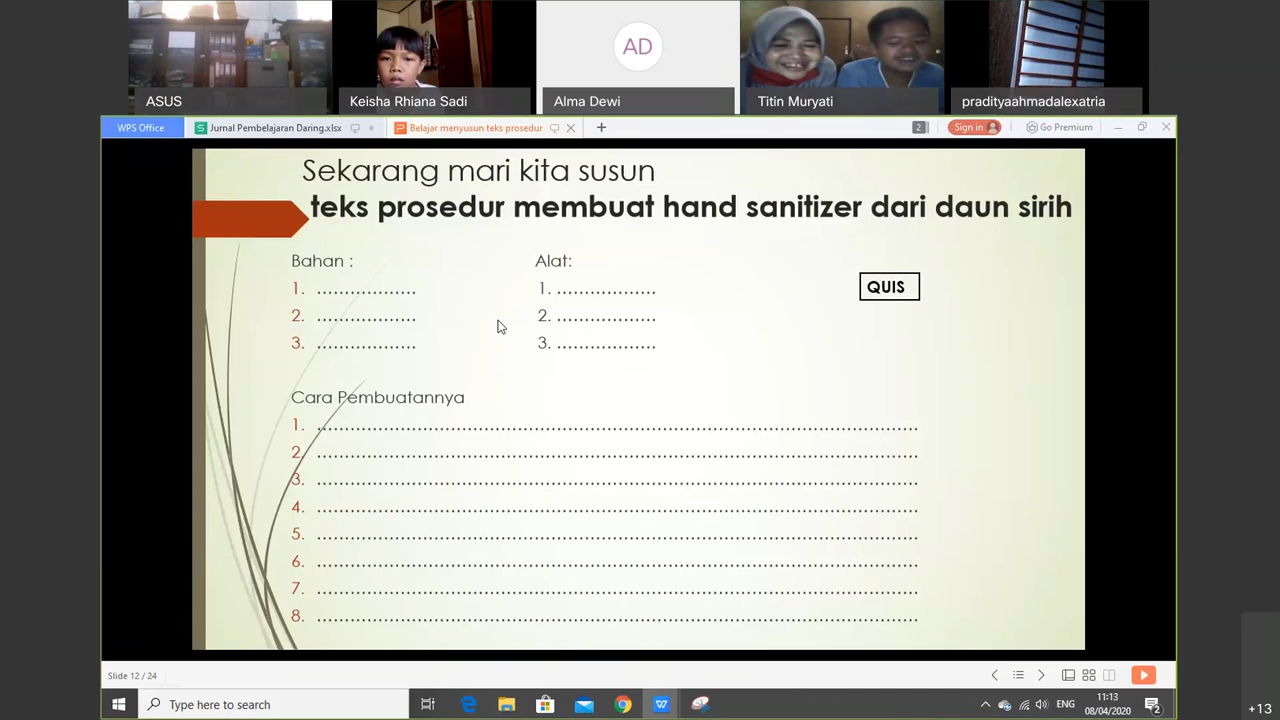 AD
ASUS
Keisha Rhiana Sadi
Alma Dewi
Titin Muryati
pradityaahmadalexatria
WPS Office
Jurnal Pembelajaran Daring.xlsx
Belajar menyusun teks prosedur
2
Sign in
Go Premium
Sekarang mari kita susun
teks prosedur membuat hand sanitizer dari daun sirih
Bahan :
1. ..................
2. ..................
3. ..................
Alat:
1. ..................
2. ..................
3. ..................
QUIS
Cara Pembuatannya
1. ............................................................................................................
2. ............................................................................................................
3. ............................................................................................................
4. ............................................................................................................
5. ............................................................................................................
6. ............................................................................................................
7. ............................................................................................................
8. ............................................................................................................
Slide 12 / 24
Type here to search
ENG
11:13
08/04/2020
2
+13